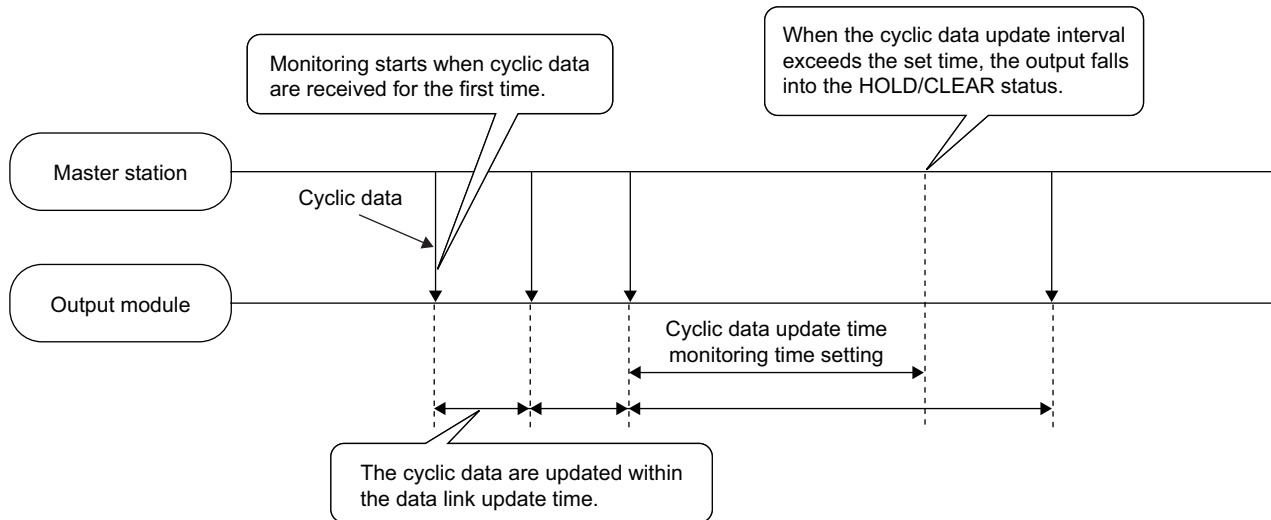 Monitoring starts when cyclic data
are received for the first time.
When the cyclic data update interval
exceeds the set time, the output falls
into the HOLD/CLEAR status.
Master station
Cyclic data
Output module
Cyclic data update time
monitoring time setting
The cyclic data are updated within
the data link update time.